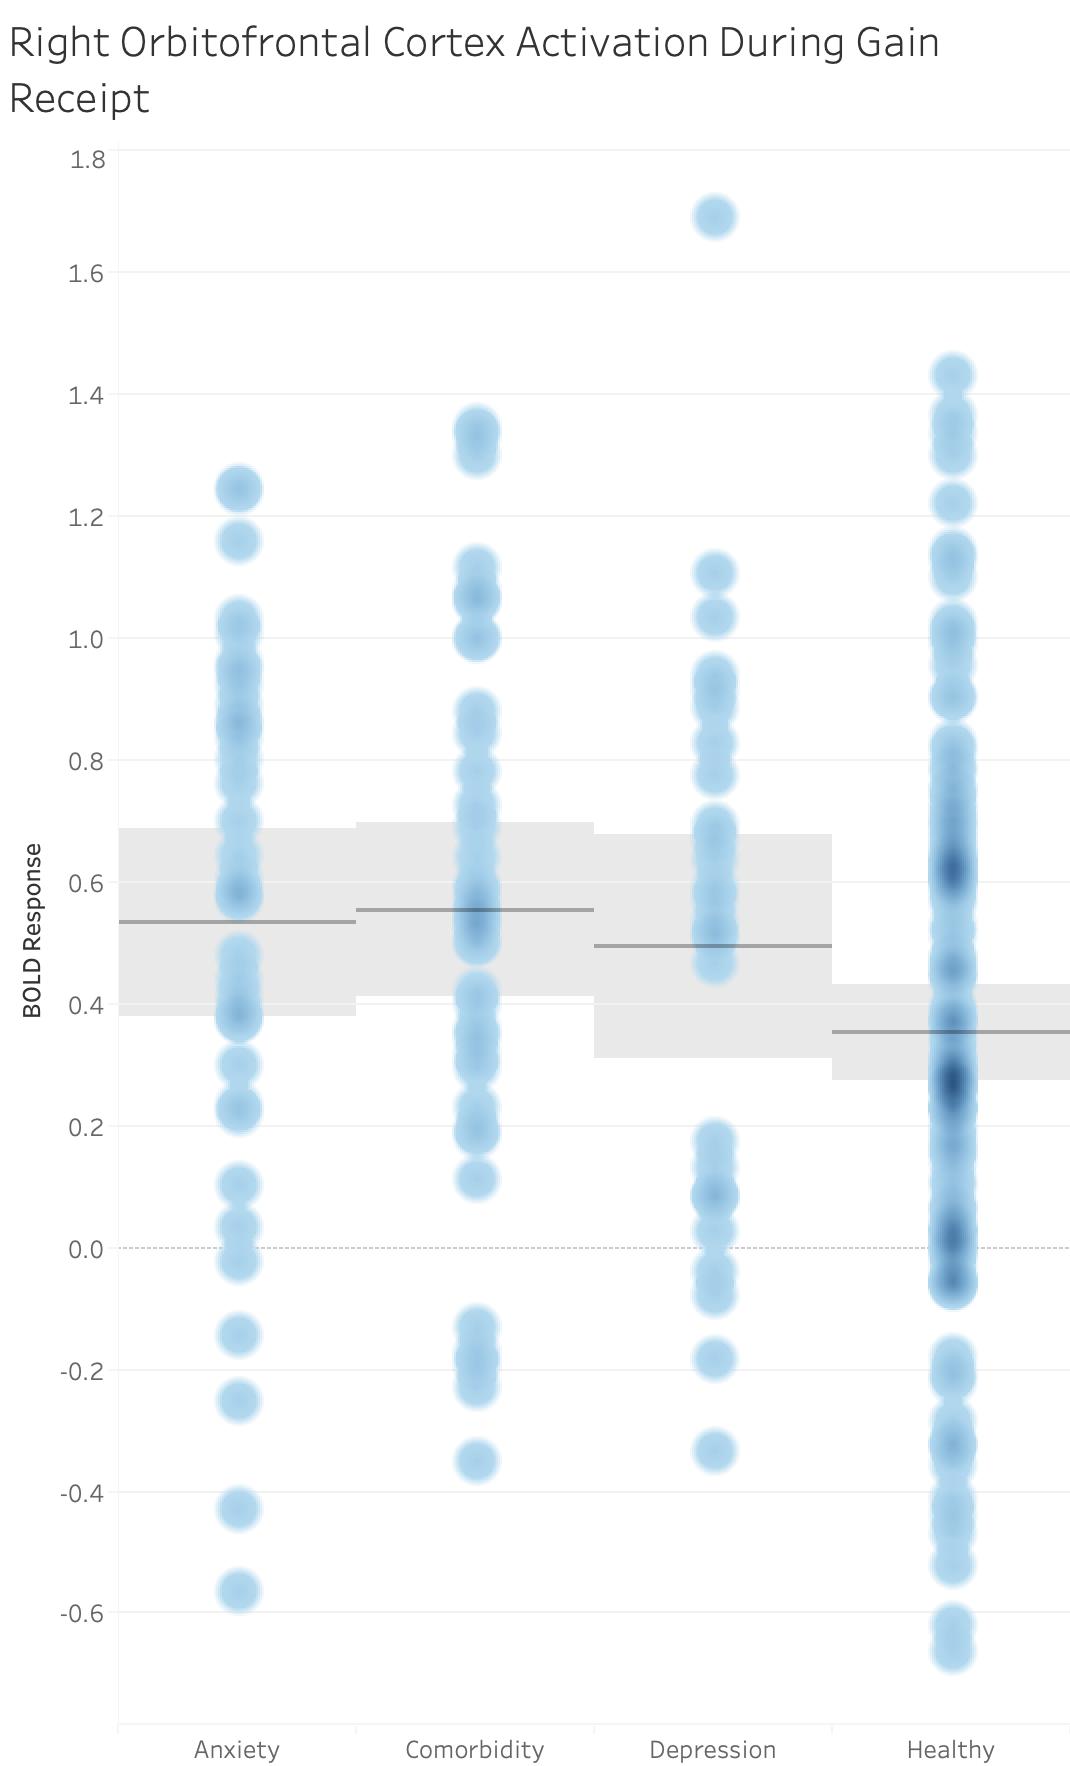 Right Orbitofrontal Cortex Activation During Gain
Receipt
1.8
1.6
1.4
1.2
1.0
0.8
0.6
0.4
0.2
0.0
-0.2
-0.4
-0.6
BOLD Response
Anxiety
Comorbidity
Depression
Healthy